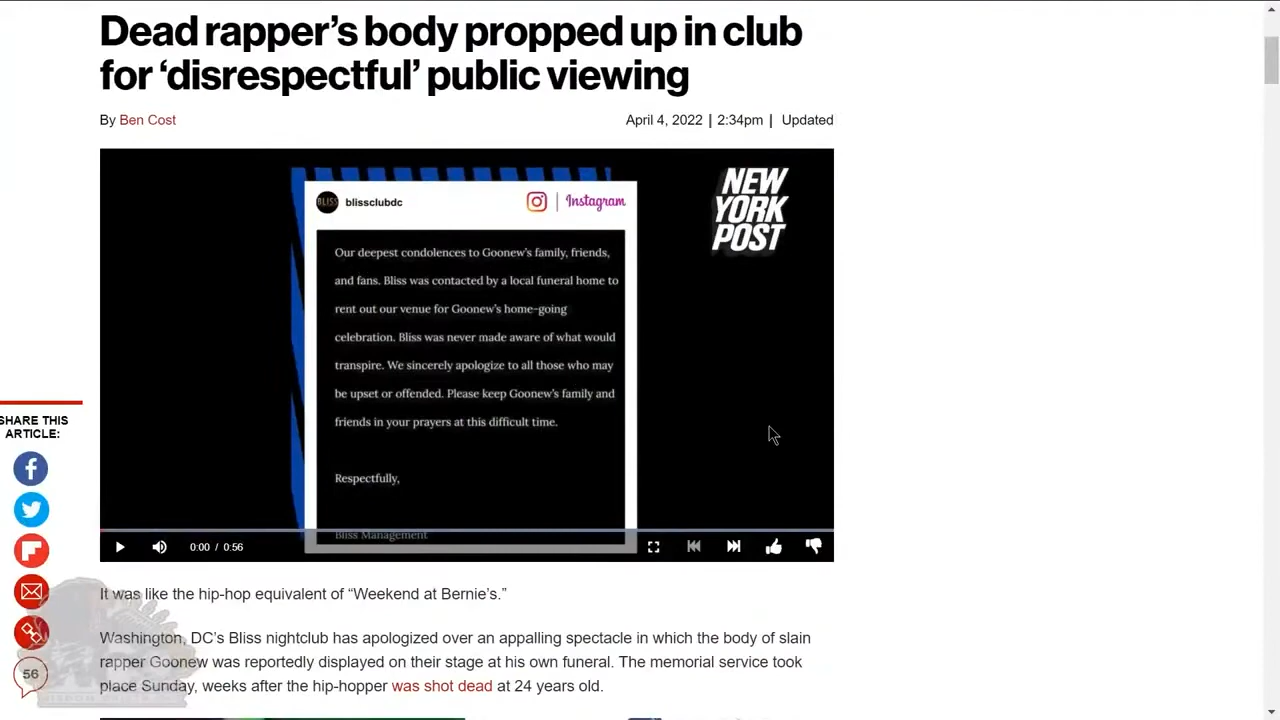 Dead rapper’s body propped up in club
for ‘disrespectful’ public viewing
By Ben Cost
April 4, 2022 | 2:34pm | Updated
BLISS
blissclubdc
Instagram
NEW
YORK
POST
Our deepest condolences to Goonew's family, friends,
and fans. Bliss was contacted by a local funeral home to
rent out our venue for Goonew's home-going
celebration. Bliss was never made aware of what would
transpire. We sincerely apologize to all those who may
be upset or offended. Please keep Goonew's family and
friends in your prayers at this difficult time.
Respectfully,
Bliss Management
0:00 / 0:56
SHARE THIS
ARTICLE:
56
It was like the hip-hop equivalent of “Weekend at Bernie’s.”
Washington, DC’s Bliss nightclub has apologized over an appalling spectacle in which the body of slain
rapper Goonew was reportedly displayed on their stage at his own funeral. The memorial service took
place Sunday, weeks after the hip-hopper was shot dead at 24 years old.